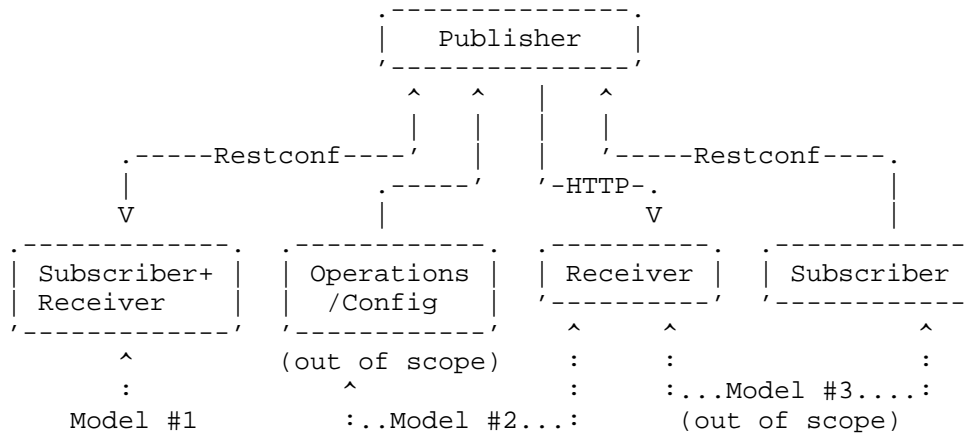 Publisher
Restconf Restconf
HTTP
Subscriber+ Operations Receiver Subscriber
Receiver /Config
(out of scope)
Model #3
Model #1 Model #2 (out of scope)